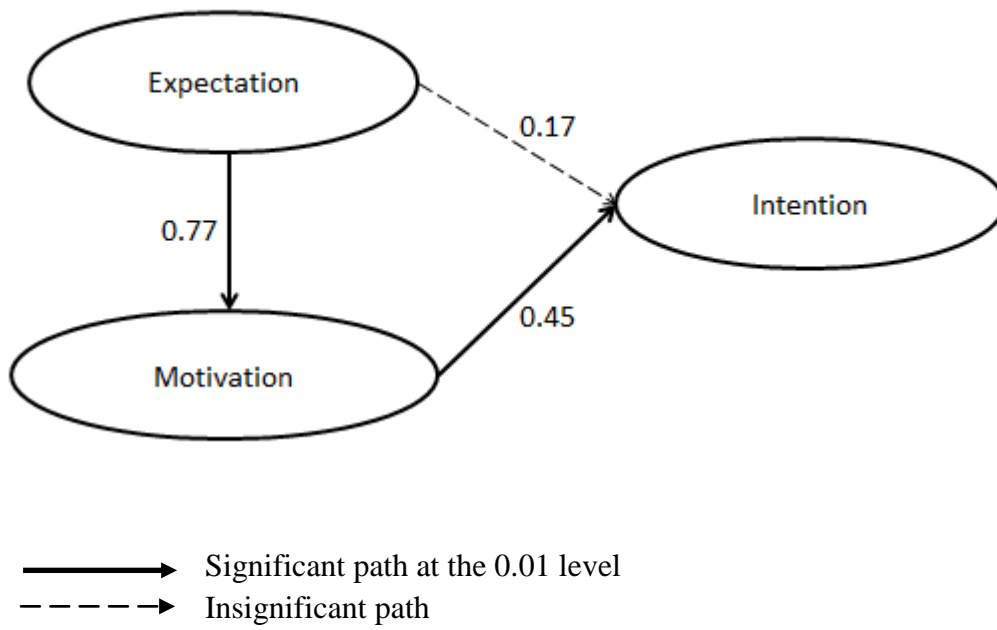 Expectation
0.17
Intention
0.77
0.45
Motivation
Significant path at the 0.01 level
Insignificant path